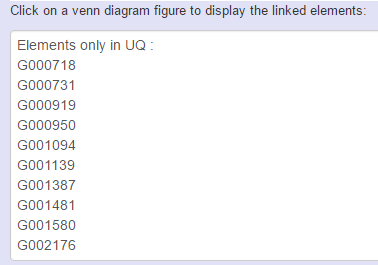 Click on a venn diagram figure to display the linked elements:
Elements only in UQ :
G000718
G000731
G000919
G000950
G001094
G001139
G001387
G001481
G001580
G002176